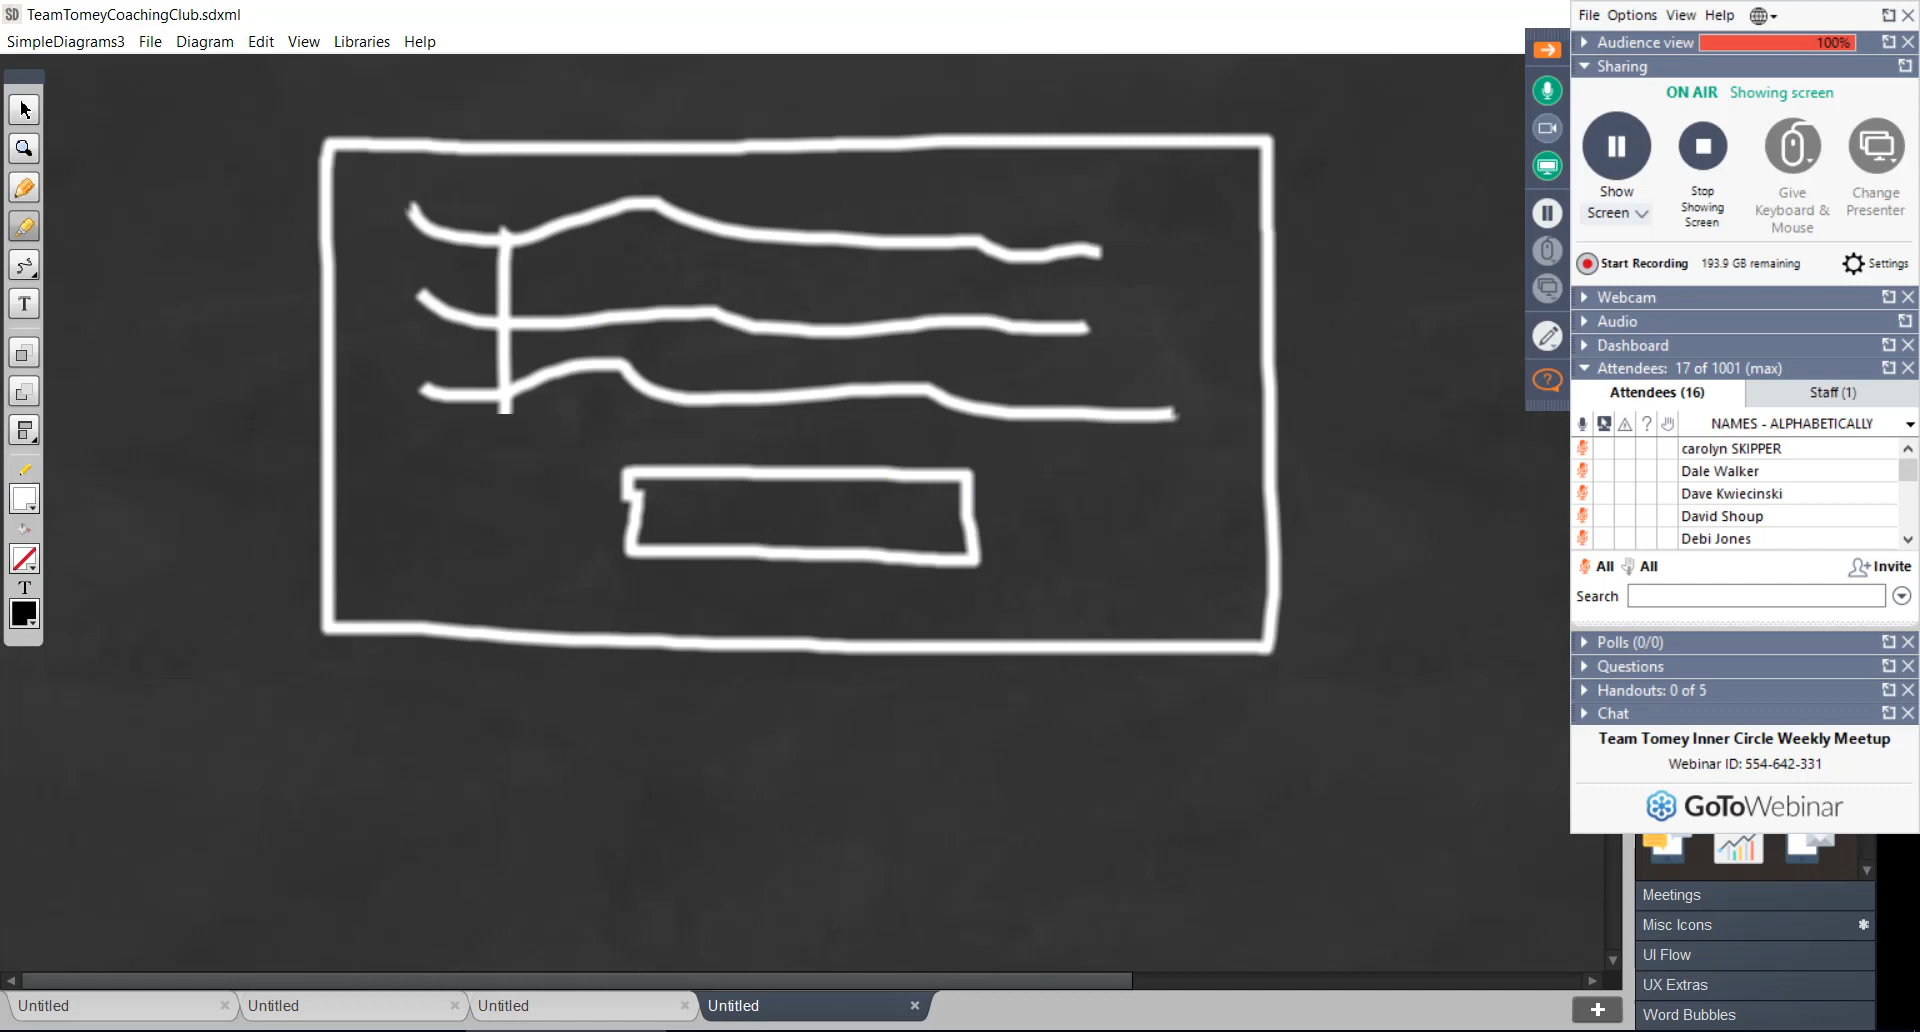 SD TeamTomeyCoachingClub.sdxml
SimpleDiagrams3 File Diagram Edit View Libraries Help
T
T
Untitled
Untitled
Untitled
Untitled
File Options View Help
Audience view 100%
Sharing
ON AIR Showing screen
Show
Screen
Stop
Showing
Screen
Give
Keyboard &
Mouse
Change
Presenter
Start Recording 193.9 GB remaining Settings
Webcam
Audio
Dashboard
Attendees: 17 of 1001 (max)
Attendees (16) Staff (1)
? NAMES - ALPHABETICALLY
carolyn SKIPPER
Dale Walker
Dave Kwiecinski
David Shoup
Debi Jones
All All Invite
Search
Polls (0/0)
Questions
Handouts: 0 of 5
Chat
Team Tomey Inner Circle Weekly Meetup
Webinar ID: 554-642-331
GoToWebinar
Meetings
Misc Icons
UI Flow
UX Extras
Word Bubbles